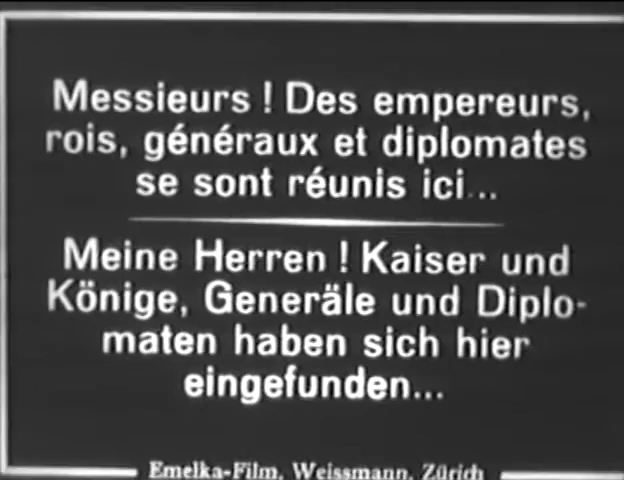 Messieurs ! Des empereurs,
rois, généraux et diplomates
se sont réunis ici...
Meine Herren ! Kaiser und
Könige, Generäle und Diplo-
maten haben sich hier
eingefunden...
Emelka-Film, Weissmann, Zürich